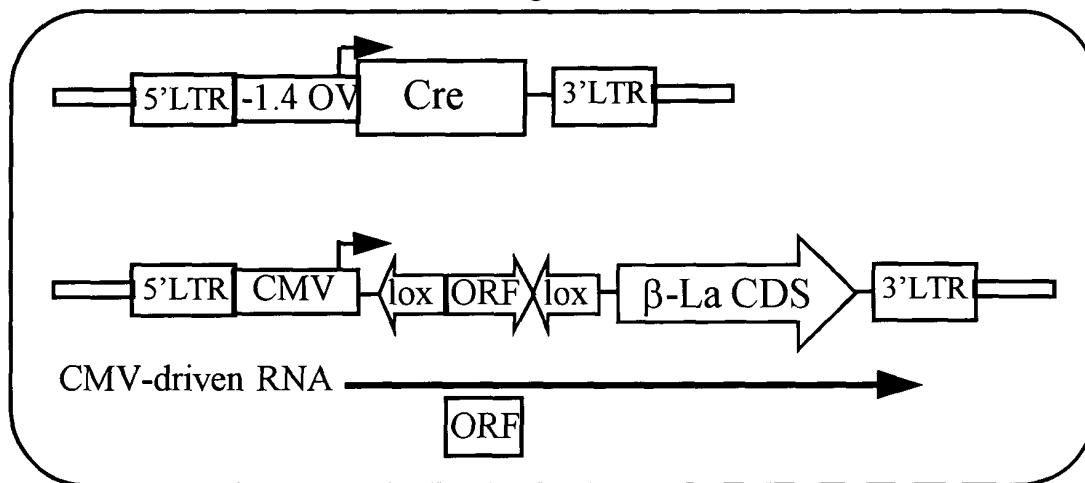 5'LTR -1.4 OV Cre 3'LTR
5'LTR CMV lox ORF lox β-La CDS 3'LTR
CMV-driven RNA
ORF